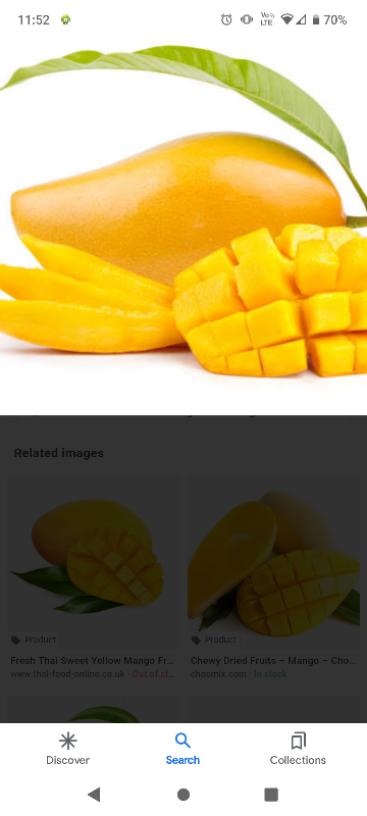 11:52
Vo
LTE
70%
Related images
Product
Product
Fresh Thai Sweet Yellow Mango Fr...
Chewy Dried Fruits – Mango – Cho...
www.thai-food-online.co.uk · Out of st...
chocmix.com · In stock
Discover
Search
Collections